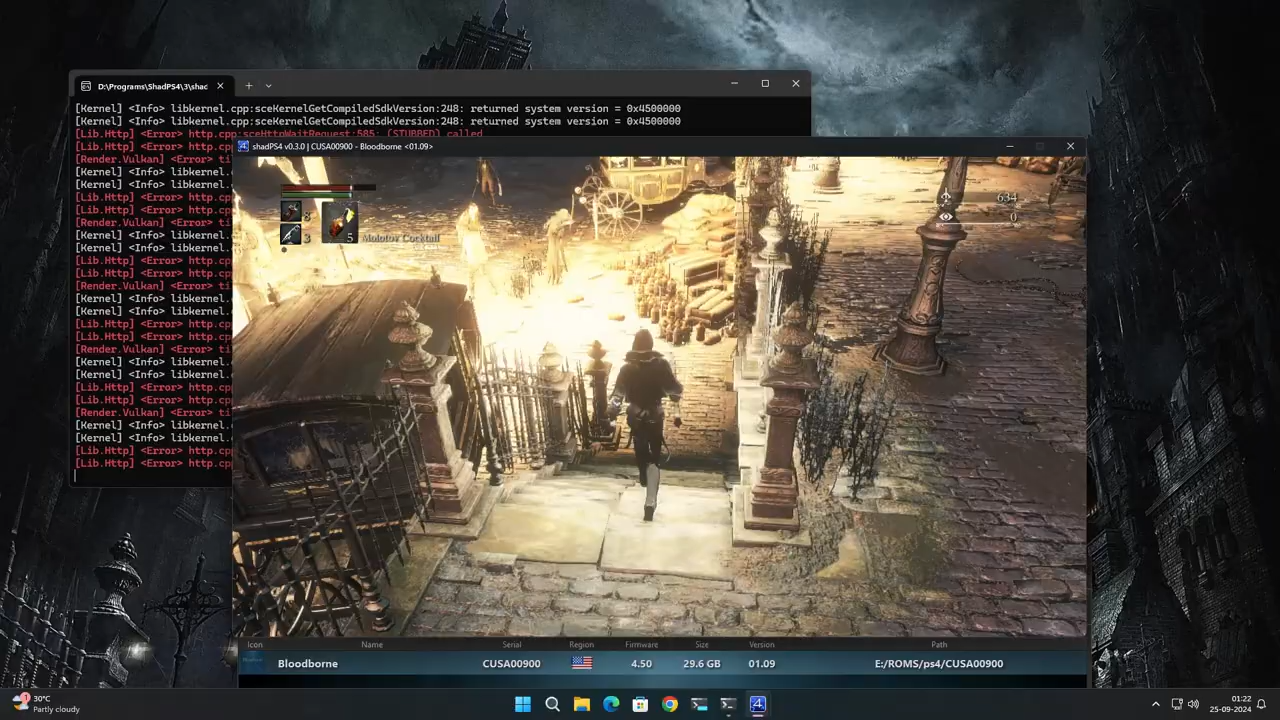 D:\Programs\ShadPS4\3\shad
[Kernel] <Info> libkernel.cpp:sceKernelGetCompiledSdkVersion:248: returned system version = 0x4500000
[Kernel] <Info> libkernel.cpp:sceKernelGetCompiledSdkVersion:248: returned system version = 0x4500000
[Lib.Http] <Error> http.cpp:sceHttpWaitRequest:585: (STUBBED) called
[Lib.Http] <Error>
[Render.Vulkan] <Error> ti
[Kernel] <Info> libkernel.
[Kernel] <Info> libkernel.
[Lib.Http] <Error> http.cp
[Lib.Http] <Error> http.cp
[Render.Vulkan] <Error> ti
[Kernel] <Info> libkernel.
[Kernel] <Info> libkernel.
[Lib.Http] <Error> http.cp
[Lib.Http] <Error> http.cp
[Render.Vulkan] <Error> ti
[Kernel] <Info> libkernel.
[Kernel] <Info> libkernel.
[Lib.Http] <Error> http.cp
[Lib.Http] <Error> http.cp
[Render.Vulkan] <Error> ti
[Kernel] <Info> libkernel.
[Kernel] <Info> libkernel.
[Lib.Http] <Error> http.cp
[Lib.Http] <Error> http.cp
[Render.Vulkan] <Error> ti
[Kernel] <Info> libkernel.
[Kernel] <Info> libkernel.
[Lib.Http] <Error> http.cp
[Lib.Http] <Error> http.cp
shadPS4 v0.3.0 | CUSA00900 - Bloodborne <01.09>
634
0
8
3
5 Molotov Cocktail
Icon Name Serial Region Firmware Size Version Path
Bloodborne CUSA00900 4.50 29.6 GB 01.09 E:/ROMS/ps4/CUSA00900
1
30°C
Partly cloudy
01:22
25-09-2024